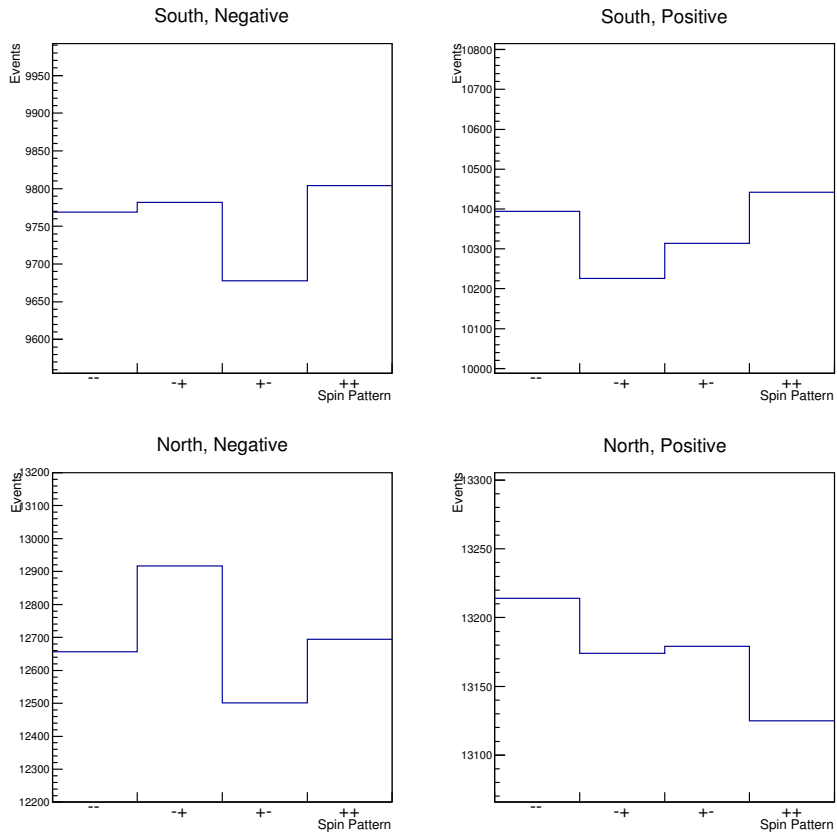 South, Negative
Events
9950
9900
9850
9800
9750
9700
9650
9600
-- -+ +- ++
Spin Pattern
South, Positive
Events
10800
10700
10600
10500
10400
10300
10200
10100
10000
-- -+ +- ++
Spin Pattern
North, Negative
Events
13200
13100
13000
12900
12800
12700
12600
12500
12400
12300
12200
-- -+ +- ++
Spin Pattern
North, Positive
Events
13300
13250
13200
13150
13100
-- -+ +- ++
Spin Pattern